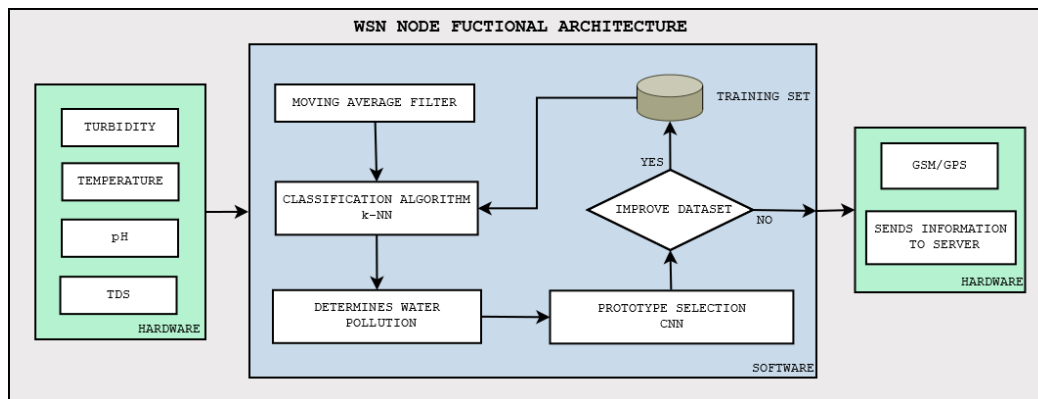 WSN NODE FUCTIONAL ARCHITECTURE
TURBIDITY
TEMPERATURE
pH
TDS
HARDWARE
MOVING AVERAGE FILTER
CLASSIFICATION ALGORITHM
k-NN
DETERMINES WATER
POLLUTION
PROTOTYPE SELECTION
CNN
IMPROVE DATASET
YES
NO
TRAINING SET
SOFTWARE
GSM/GPS
SENDS INFORMATION
TO SERVER
HARDWARE